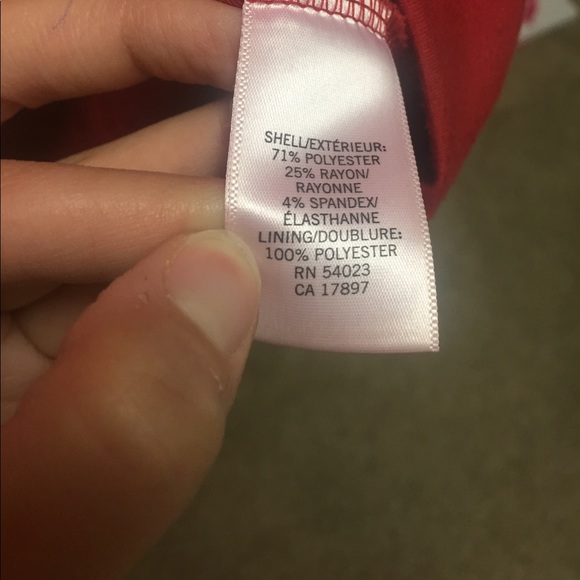 SHELL/EXTÉRIEUR:
71% POLYESTER
25% RAYON/
RAYONNE
4% SPANDEX/
ÉLASTHANNE
LINING/DOUBLURE:
100% POLYESTER
RN 54023
CA 17897